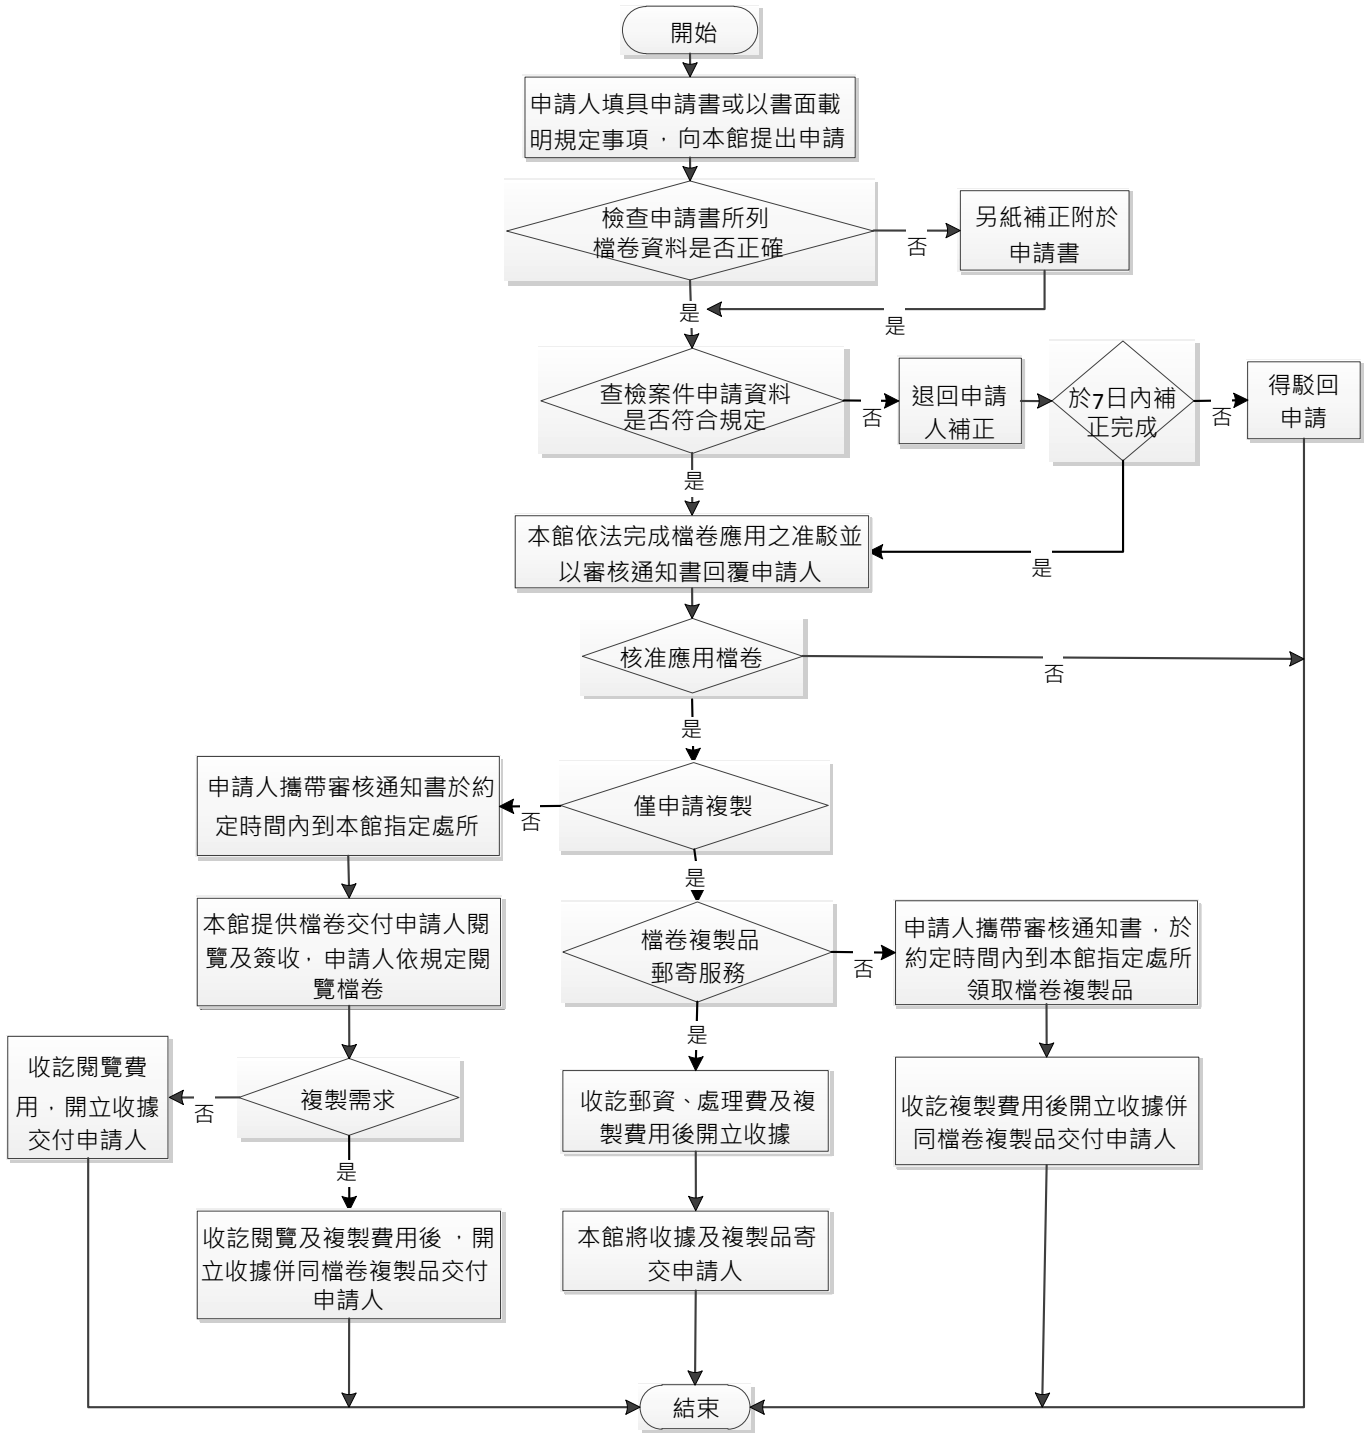 開始
申請人填具申請書或以書面載
明規定事項，向本館提出申請
檢查申請書所列
檔卷資料是否正確
否
另紙補正附於
申請書
是
是
查檢案件申請資料
是否符合規定
否
退回申請
人補正
於7日內補
正完成
否
得駁回
申請
是
是
本館依法完成檔卷應用之准駁並
以審核通知書回覆申請人
核准應用檔卷
否
是
僅申請複製
否
申請人攜帶審核通知書於約
定時間內到本館指定處所
是
本館提供檔卷交付申請人閱
覽及簽收，申請人依規定閱
覽檔卷
檔卷複製品
郵寄服務
否
申請人攜帶審核通知書，於
約定時間內到本館指定處所
領取檔卷複製品
是
收訖閱覽費
用，開立收據
交付申請人
否
複製需求
收訖郵資、處理費及複
製費用後開立收據
收訖複製費用後開立收據併
同檔卷複製品交付申請人
是
收訖閱覽及複製費用後，開
立收據併同檔卷複製品交付
申請人
本館將收據及複製品寄
交申請人
結束